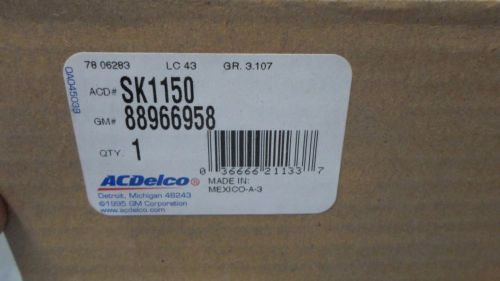 78 06283 LC 43 GR. 3.107
ACD# SK1150
GM# 88966958
QTY. 1
0 36666 21133 7
ACDelco®
MADE IN:
MEXICO-A-3
Detroit, Michigan 48243
©1995 GM Corporation
www.acdelco.com
0A045039